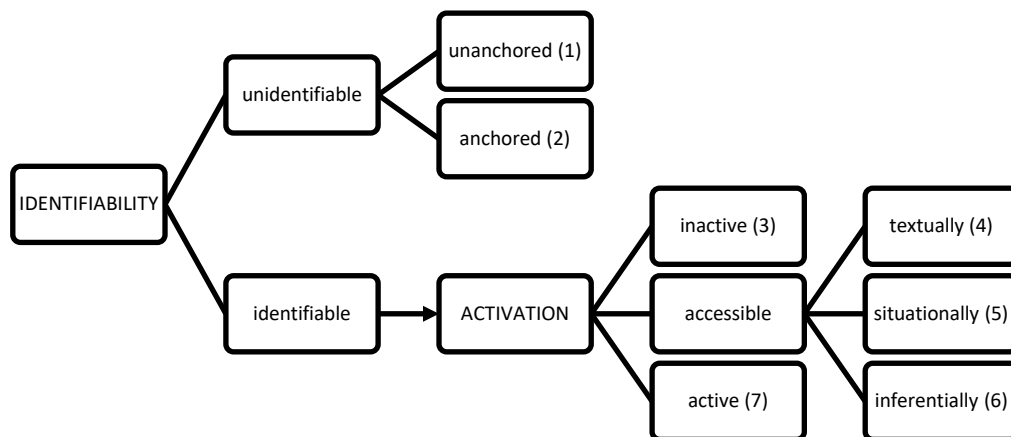 unanchored (1)
unidentifiable
anchored (2)
IDENTIFIABILITY
inactive (3)
textually (4)
identifiable
ACTIVATION
accessible
situationally (5)
active (7)
inferentially (6)